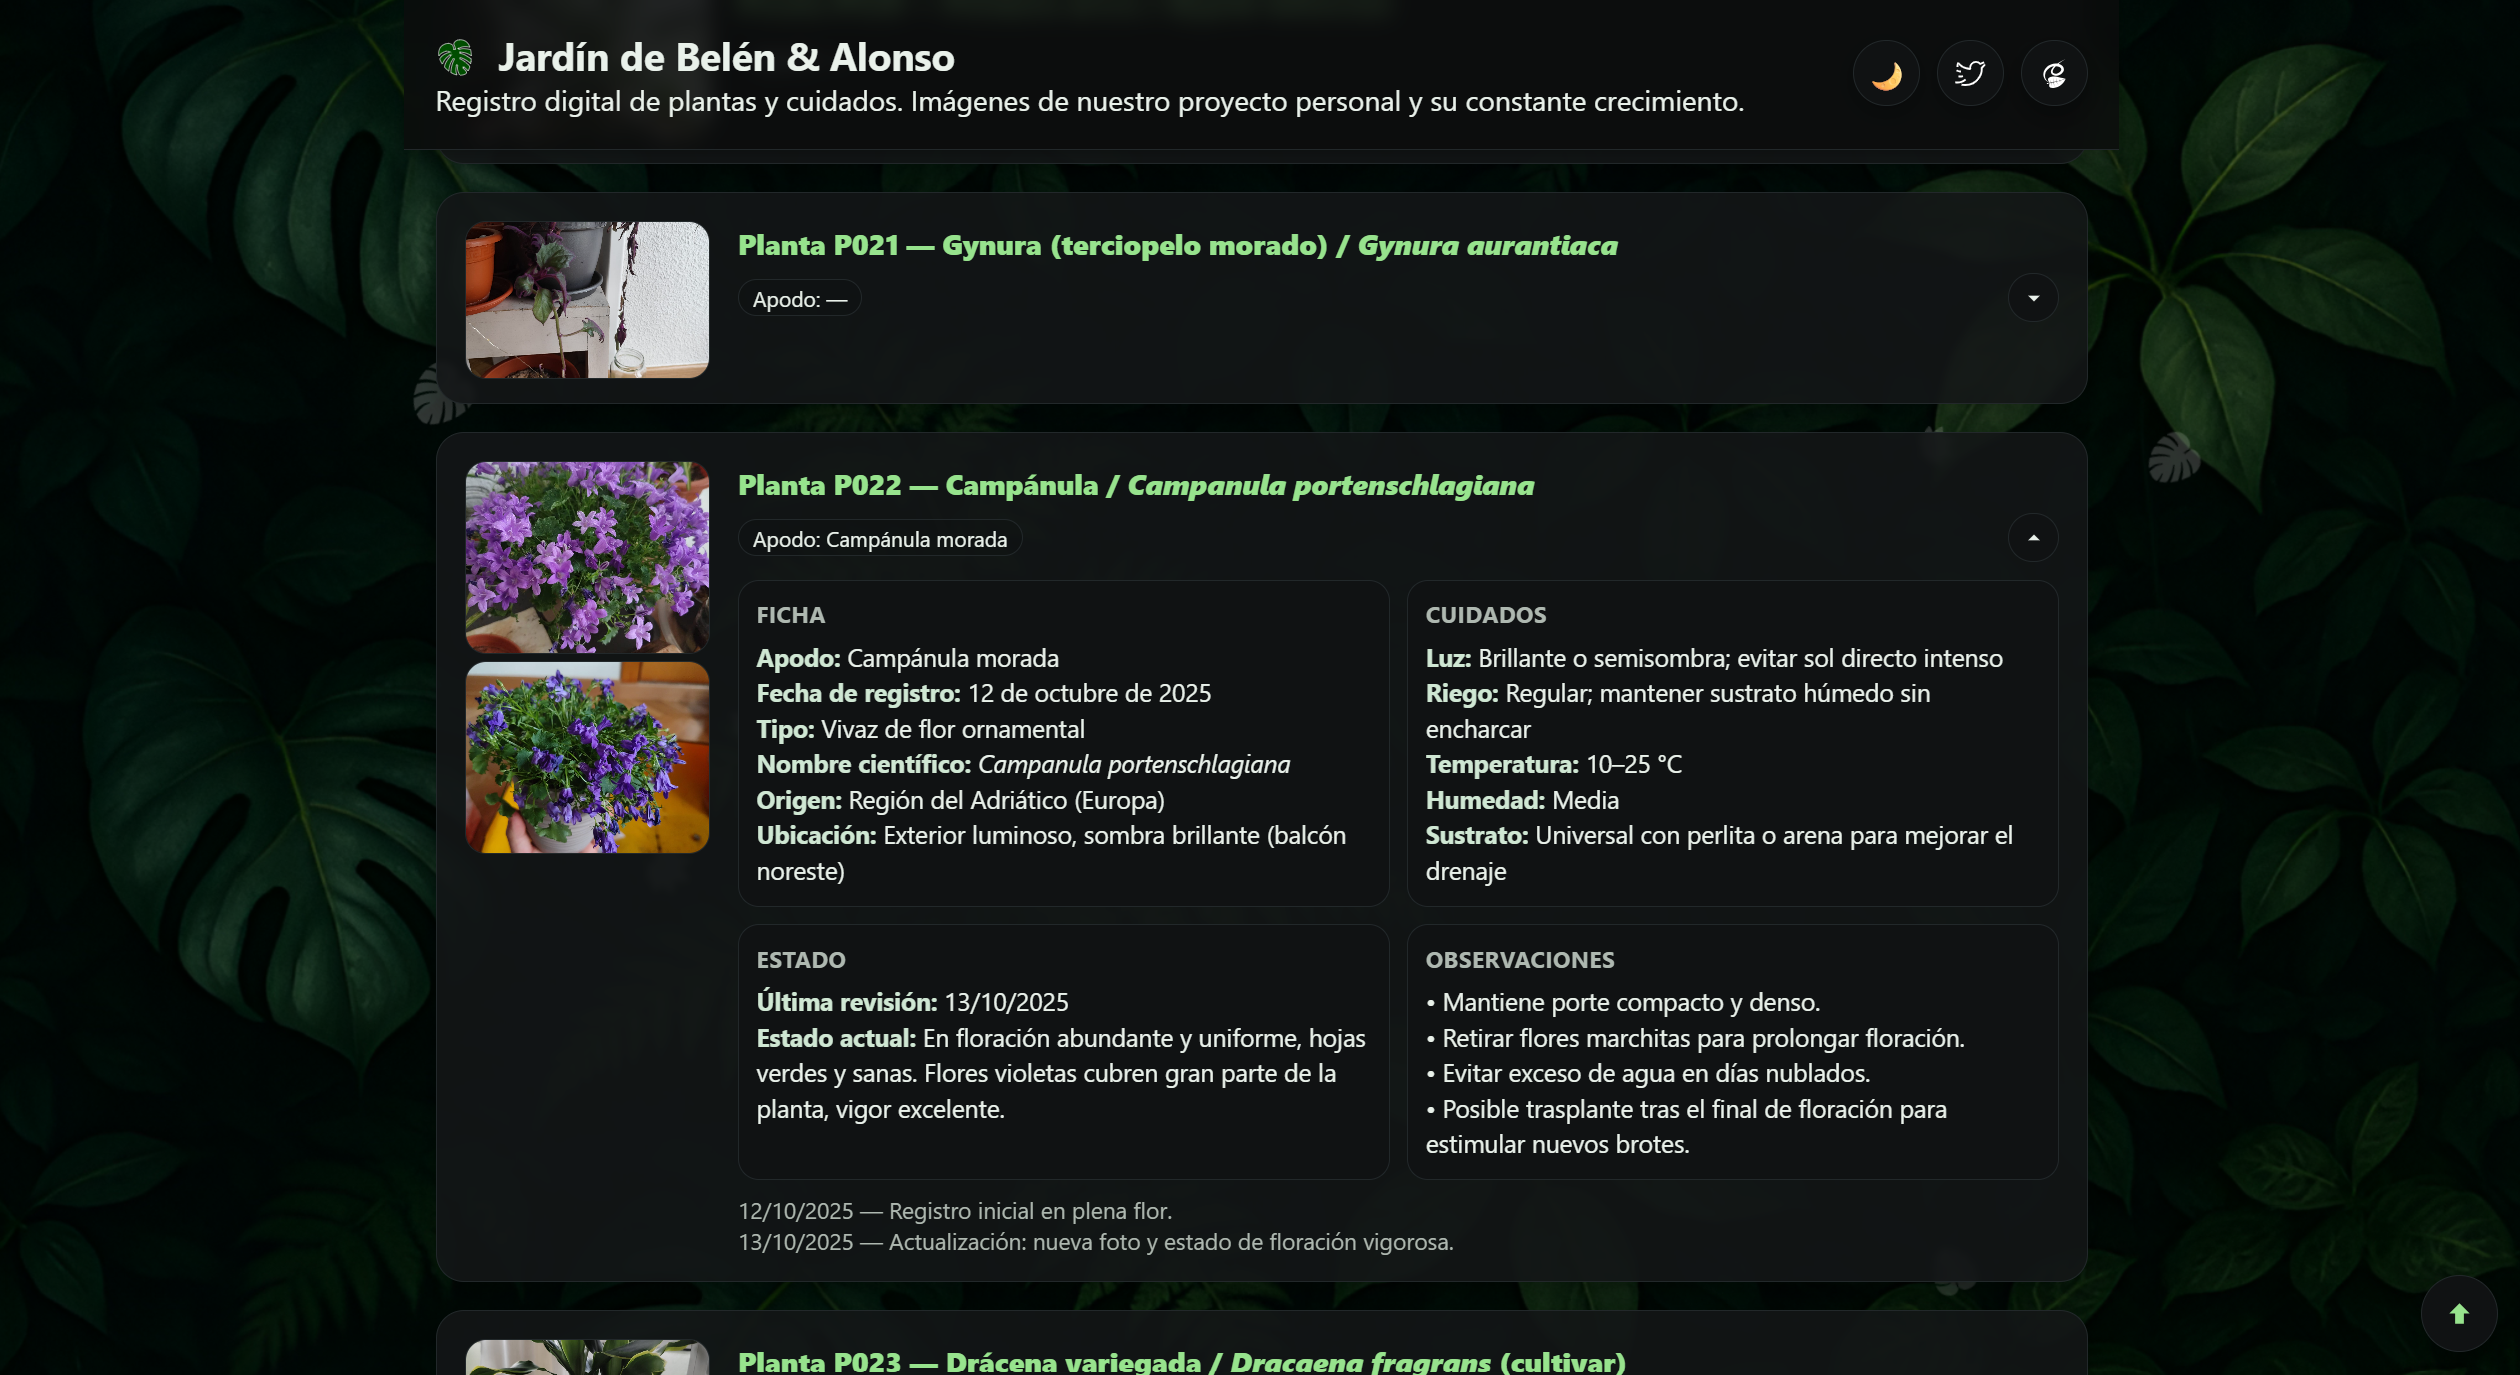 Jardín de Belén & Alonso
Registro digital de plantas y cuidados. Imágenes de nuestro proyecto personal y su constante crecimiento.
Planta P021 — Gynura (terciopelo morado) / Gynura aurantiaca
Apodo: —
Planta P022 — Campánula / Campanula portenschlagiana
Apodo: Campánula morada
FICHA
Apodo: Campánula morada
Fecha de registro: 12 de octubre de 2025
Tipo: Vivaz de flor ornamental
Nombre científico: Campanula portenschlagiana
Origen: Región del Adriático (Europa)
Ubicación: Exterior luminoso, sombra brillante (balcón
noreste)
CUIDADOS
Luz: Brillante o semisombra; evitar sol directo intenso
Riego: Regular; mantener sustrato húmedo sin
encharcar
Temperatura: 10–25 °C
Humedad: Media
Sustrato: Universal con perlita o arena para mejorar el
drenaje
ESTADO
Última revisión: 13/10/2025
Estado actual: En floración abundante y uniforme, hojas
verdes y sanas. Flores violetas cubren gran parte de la
planta, vigor excelente.
OBSERVACIONES
• Mantiene porte compacto y denso.
• Retirar flores marchitas para prolongar floración.
• Evitar exceso de agua en días nublados.
• Posible trasplante tras el final de floración para
estimular nuevos brotes.
12/10/2025 — Registro inicial en plena flor.
13/10/2025 — Actualización: nueva foto y estado de floración vigorosa.
Planta P023 — Drácena variegada / Dracaena fragrans (cultivar)